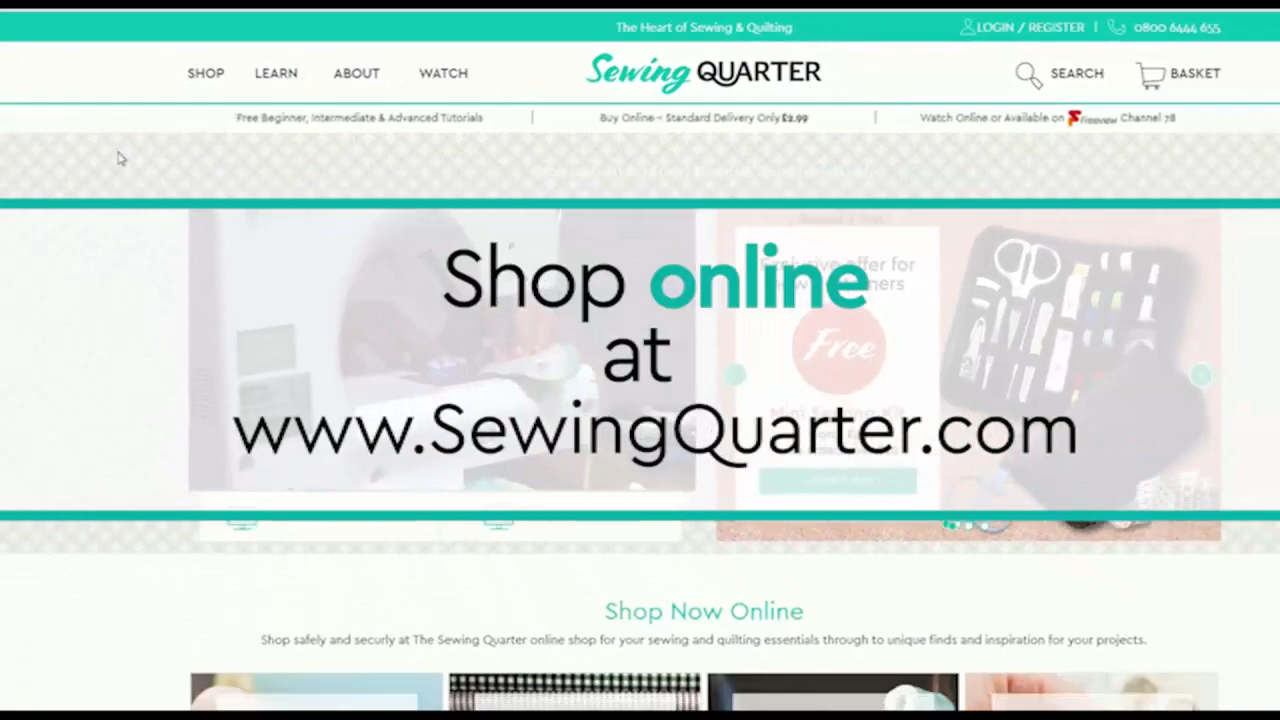 The Heart of Sewing & Quilting
LOGIN / REGISTER | 0800 6444 655
SHOP LEARN ABOUT WATCH
Sewing QUARTER
SEARCH BASKET
Free Beginner, Intermediate & Advanced Tutorials | Buy Online - Standard Delivery Only £2.99 | Watch Online or Available on Freeview Channel 78
Shop online
at
www.SewingQuarter.com
Exclusive offer for
Free
Shop Now Online
Shop safely and securly at The Sewing Quarter online shop for your sewing and quilting essentials through to unique finds and inspiration for your projects.